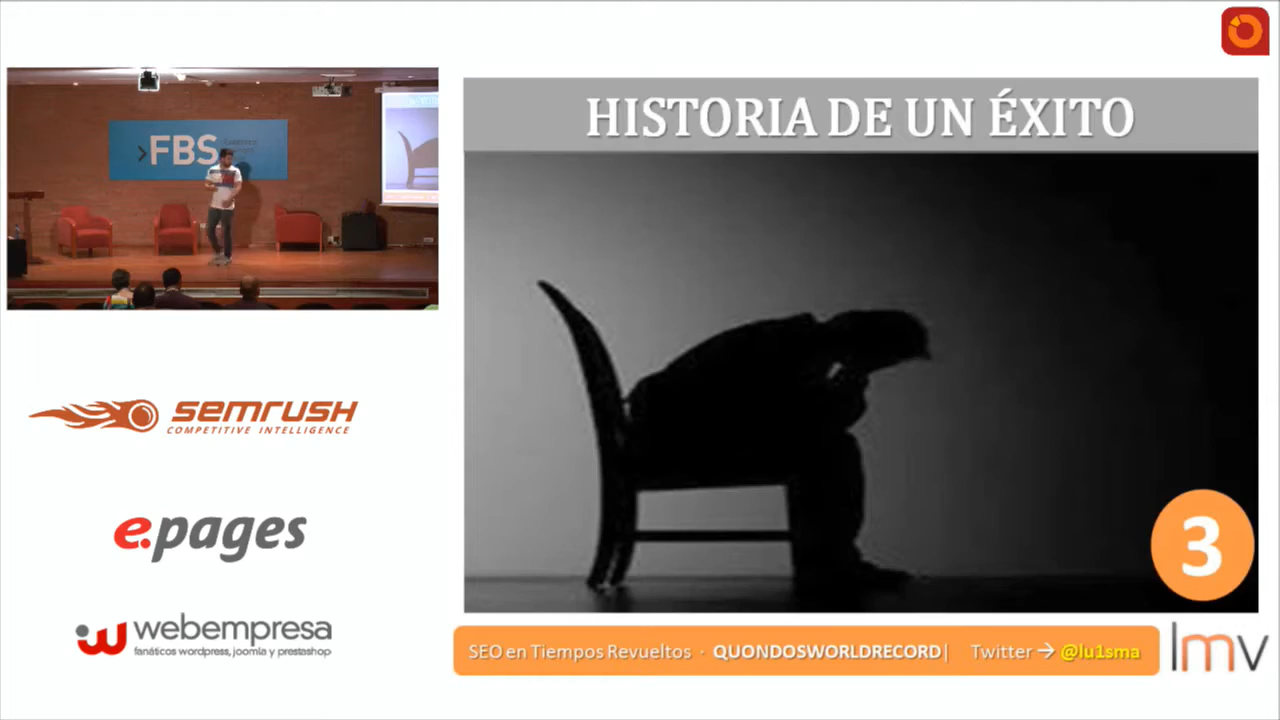 HISTORIA DE UN ÉXITO
>FBS
semrush
COMPETITIVE INTELLIGENCE
e.pages
webempresa
fanáticos wordpress, joomla y prestashop
3
SEO en Tiempos Revueltos · QUONDOSWORLDRECORD| Twitter → @lu1sma
lmv